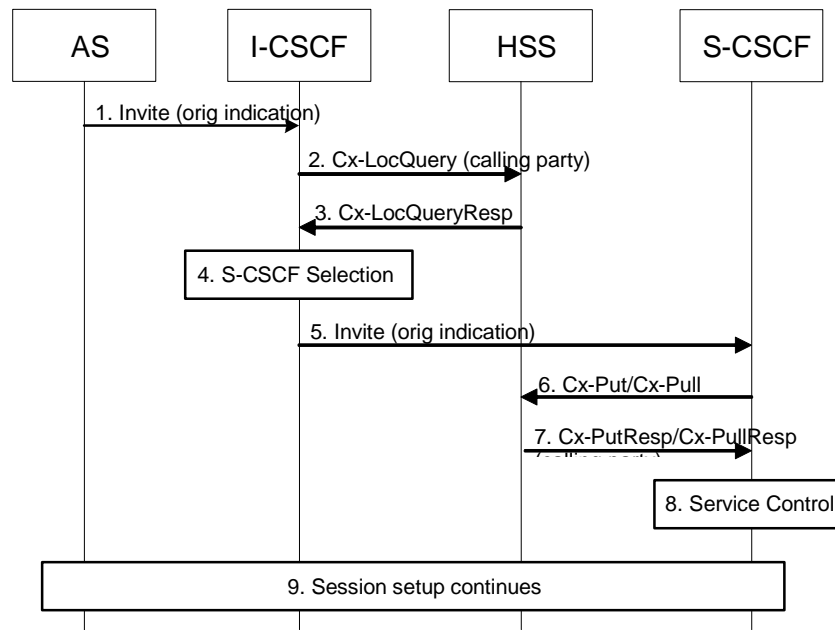 AS
I-CSCF
HSS
S-CSCF
1. Invite (orig indication)
2. Cx-LocQuery (calling party)
3. Cx-LocQueryResp
4. S-CSCF Selection
5. Invite (orig indication)
6. Cx-Put/Cx-Pull
7. Cx-PutResp/Cx-PullResp
(calling party)
8. Service Control
9. Session setup continues